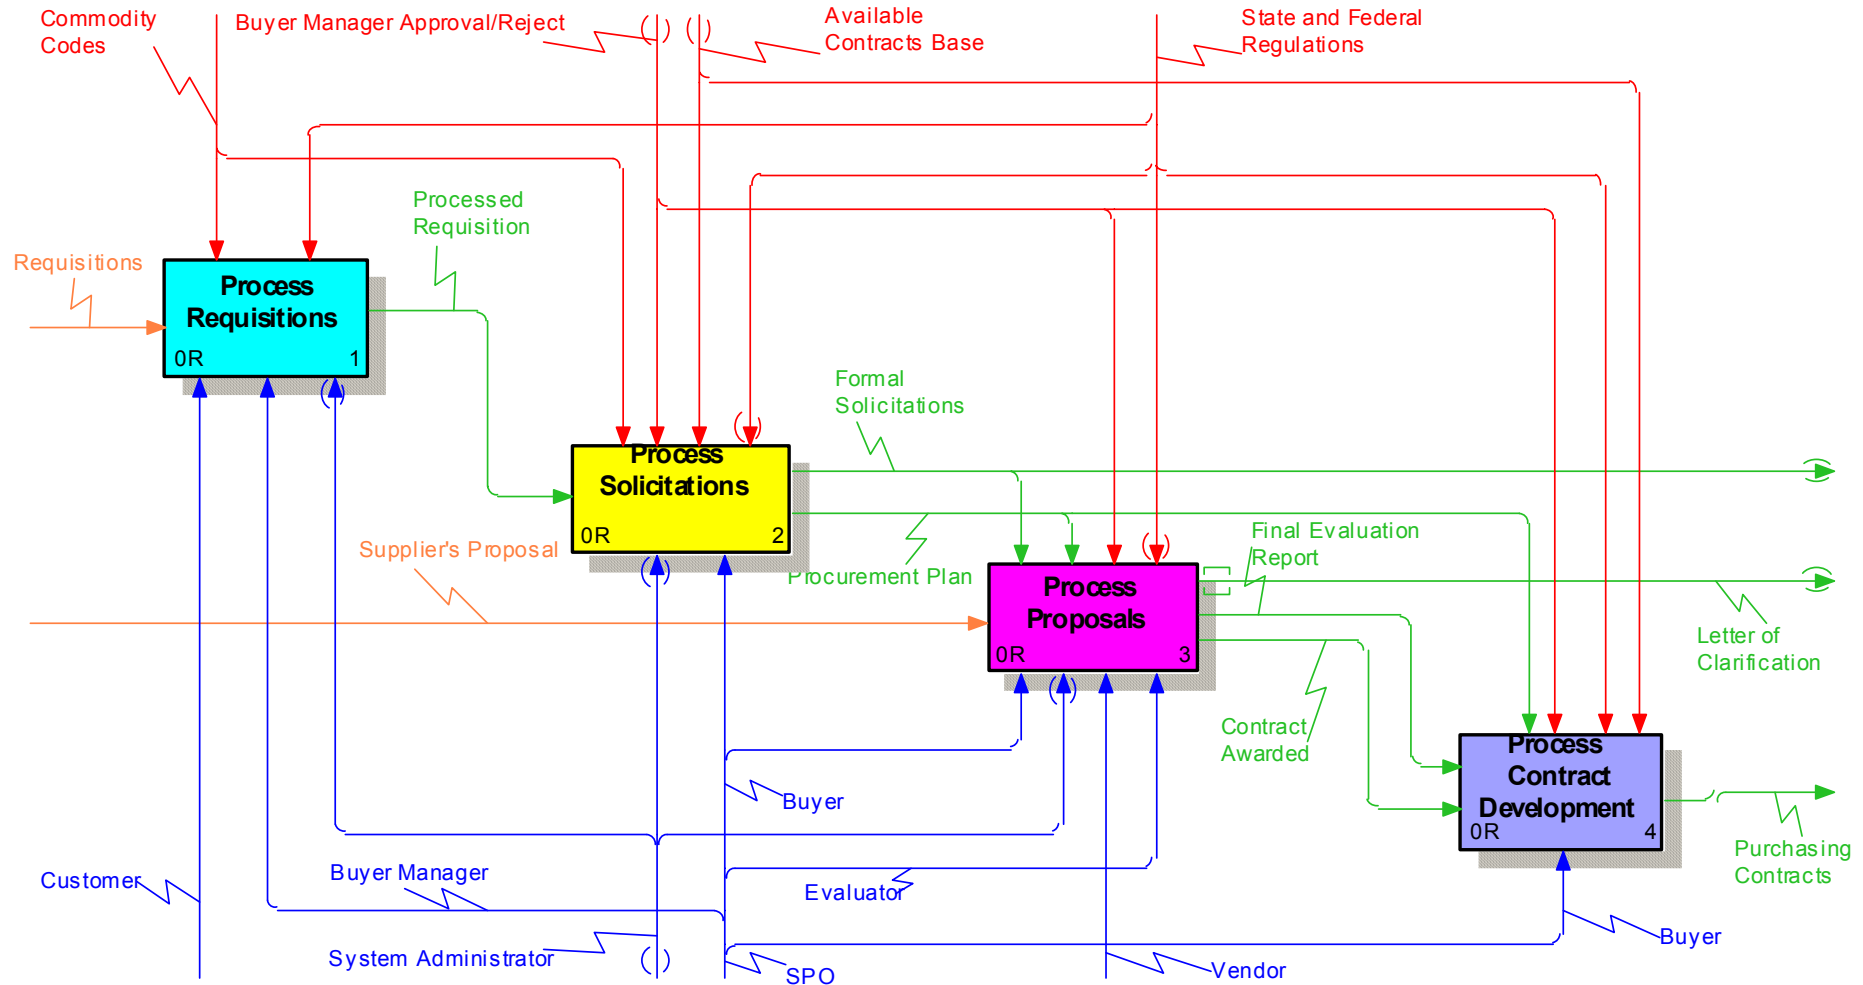 Commodity
Codes
Buyer Manager Approval/Reject
Available
Contracts Base
State and Federal
Regulations
Processed
Requisition
Requisitions
Process
Requisitions
0R
1
Formal
Solicitations
Process
Solicitations
0R
2
Supplier's Proposal
Procurement Plan
Final Evaluation
Report
Process
Proposals
0R
3
Letter of
Clarification
Contract
Awarded
Process
Contract
Development
0R
4
Buyer
Purchasing
Contracts
Customer
Buyer Manager
Evaluator
System Administrator
SPO
Vendor
Buyer